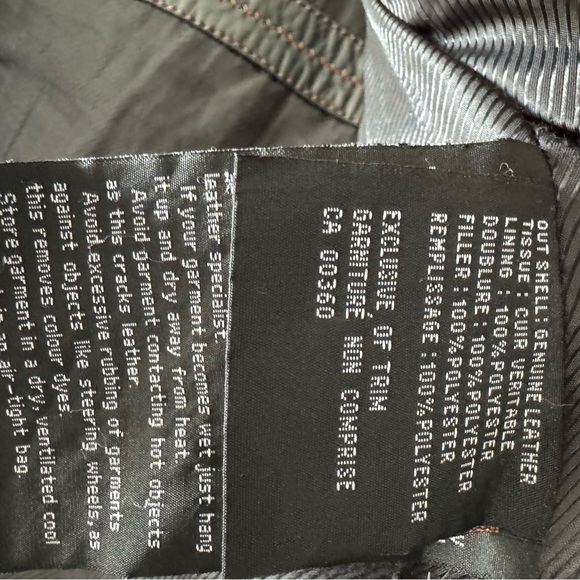 OUT SHELL : GENUINE LEATHER
TISSUE : CUIR VERITABLE
LINING : 100% POLYESTER
DOUBLURE : 100% POLYESTER
FILLER : 100% POLYESTER
REMPLISSAGE : 100% POLYESTER
EXCLUSIVE OF TRIM
GARNITURE NON COMPRISE
CA 00360
leather specialist
If your garment becomes wet just hang
it up and dry away from heat
Avoid garment contacting hot objects
as this cracks leather.
Avoid excessive rubbing of garments
against objects like steering wheels, as
this removes colour dyes.
Store garment in a dry, ventilated cool
air-tight bag.